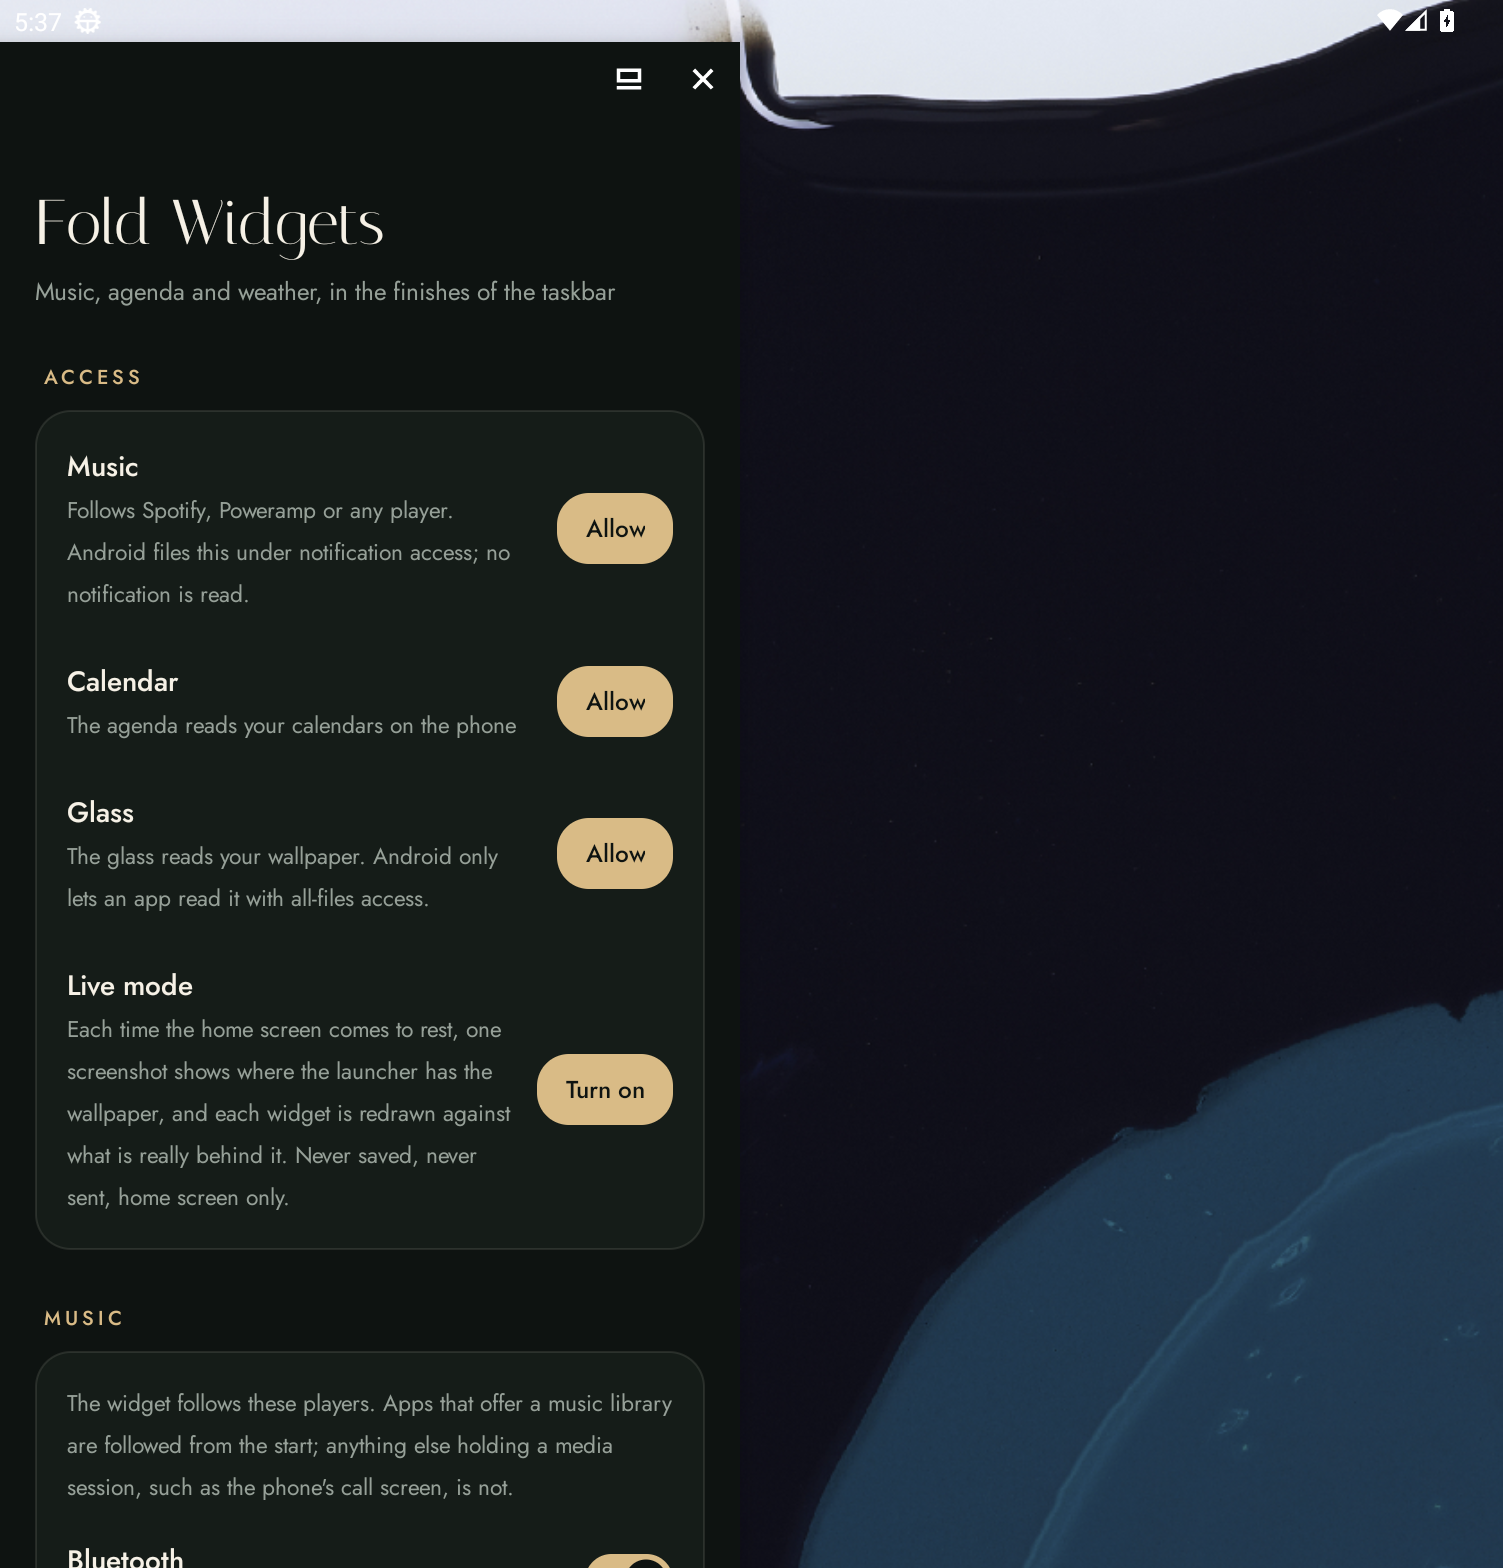 5:37
Fold Widgets
Music, agenda and weather, in the finishes of the taskbar
ACCESS
Music
Follows Spotify, Poweramp or any player.
Android files this under notification access; no
notification is read.
Allow
Calendar
The agenda reads your calendars on the phone
Allow
Glass
The glass reads your wallpaper. Android only
lets an app read it with all-files access.
Allow
Live mode
Each time the home screen comes to rest, one
screenshot shows where the launcher has the
wallpaper, and each widget is redrawn against
what is really behind it. Never saved, never
sent, home screen only.
Turn on
MUSIC
The widget follows these players. Apps that offer a music library
are followed from the start; anything else holding a media
session, such as the phone's call screen, is not.
Bluetooth